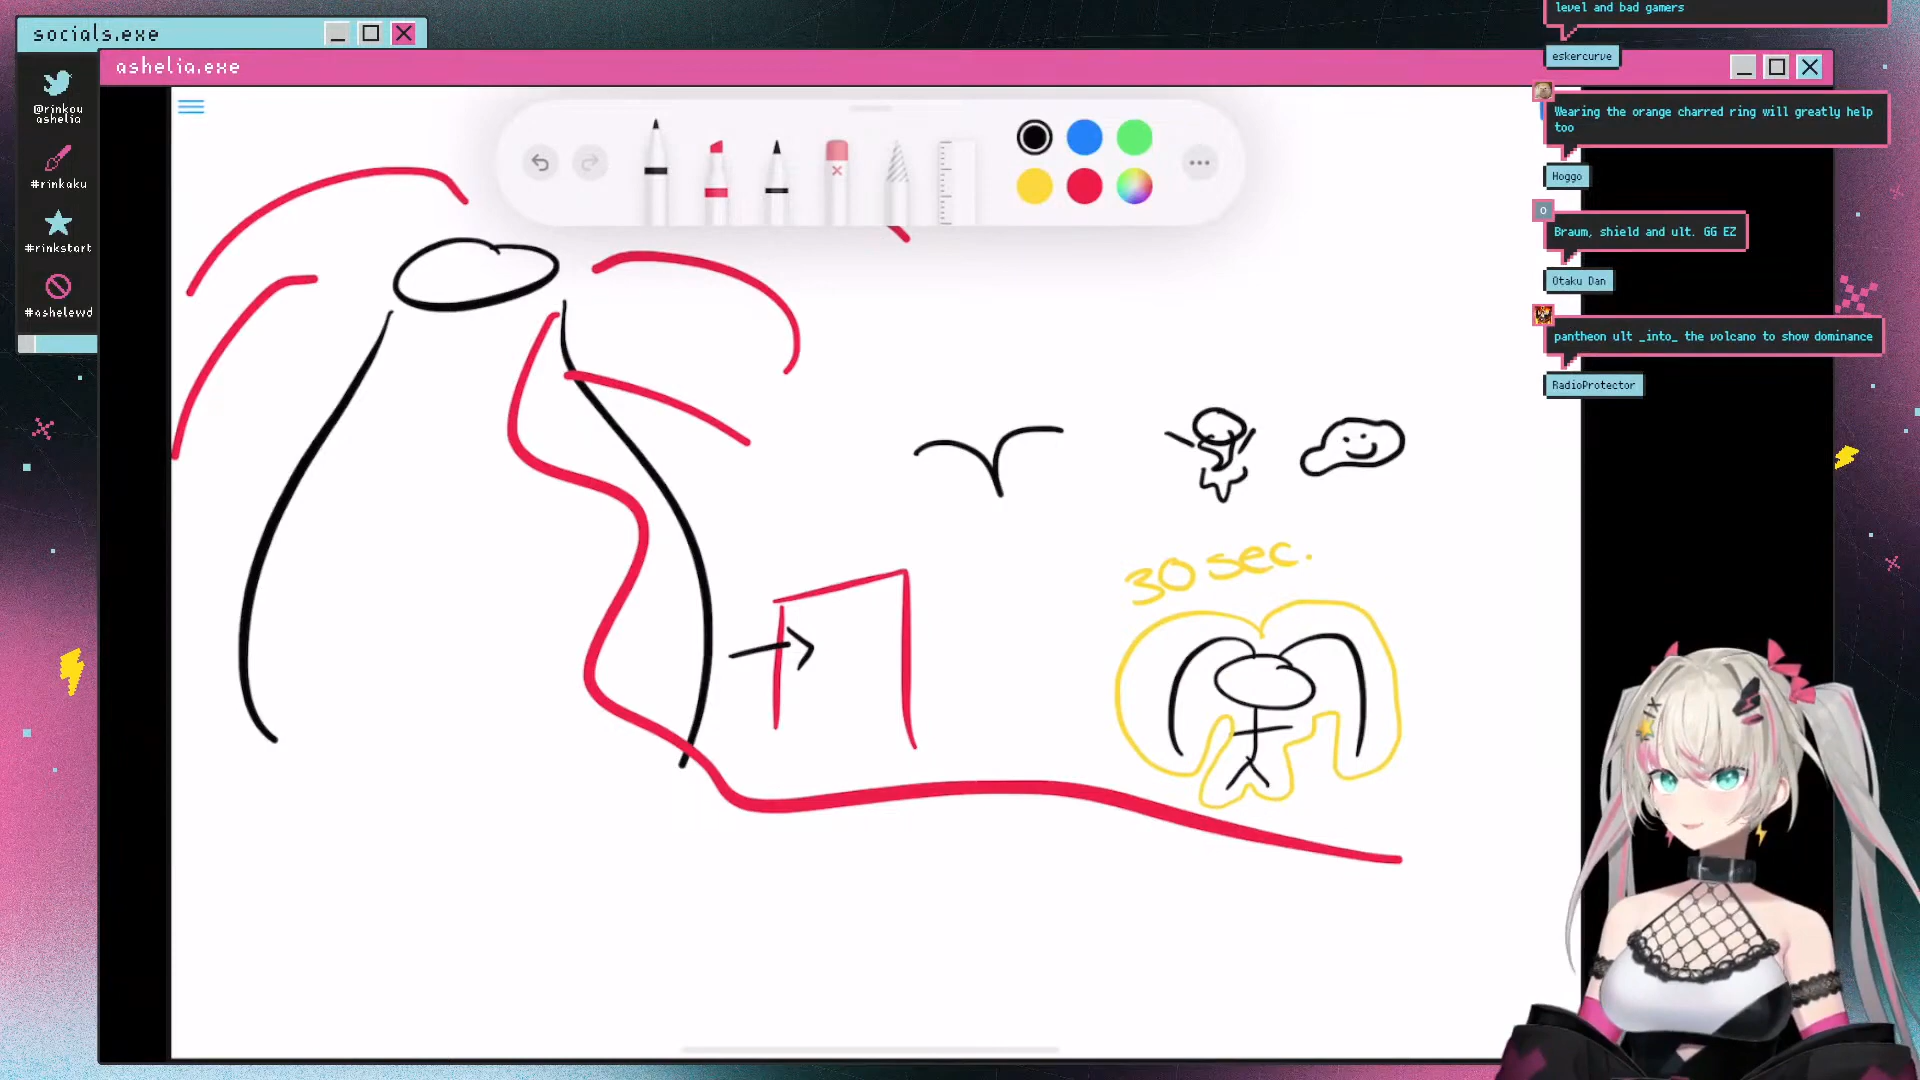 socials.exe
@rinkou
ashelia
#rinkaku
#rinkstart
#ashelewd
ashelia.exe
30 sec.
level and bad gamers
eskercurve
Wearing the orange charred ring will greatly help
too
Hoggo
O
Braum, shield and ult. GG EZ
Otaku Dan
pantheon ult _into_ the volcano to show dominance
RadioProtector